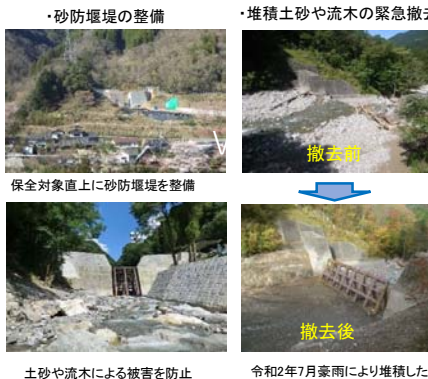 ・砂防堰堤の整備
・堆積土砂や流木の緊急撤去
撤去前
保全対象直上に砂防堰堤を整備
撤去後
土砂や流木による被害を防止
令和2年7月豪雨により堆積した